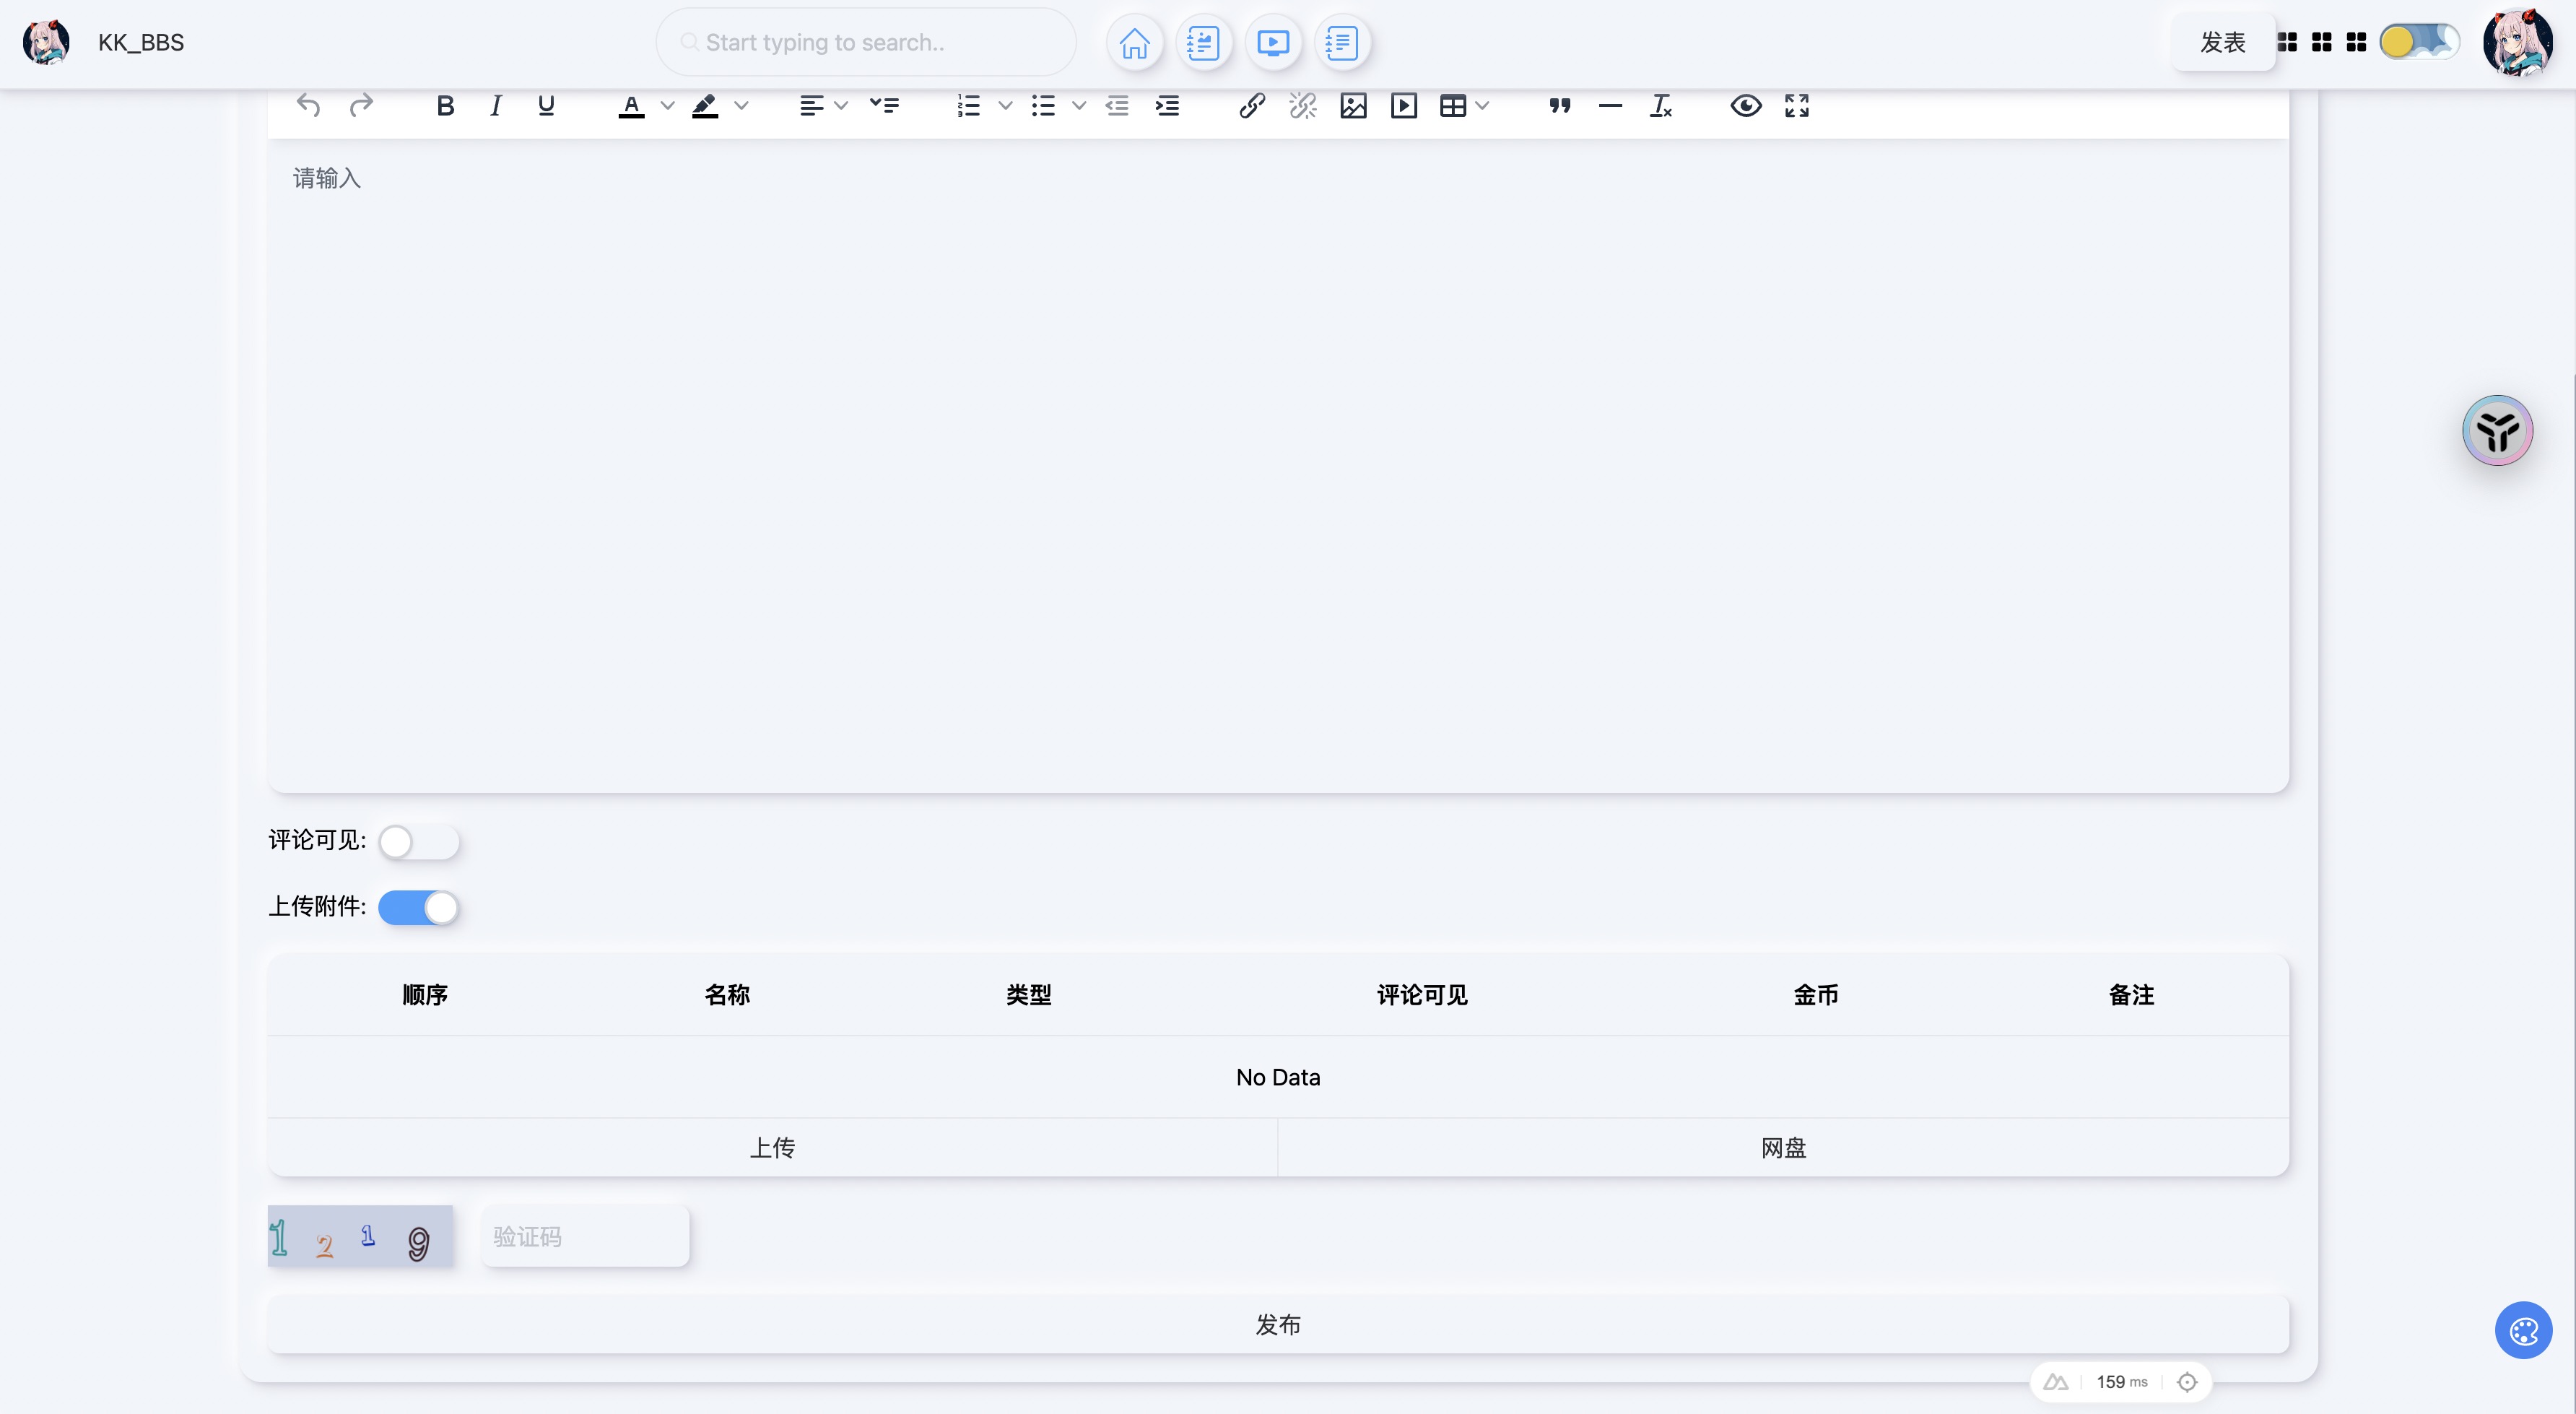 KK_BBS
Start typing to search..
发表
请输入
评论可见:
上传附件:
顺序 名称 类型 评论可见 金币 备注
No Data
上传 网盘
1 2 1 9
验证码
发布
159 ms